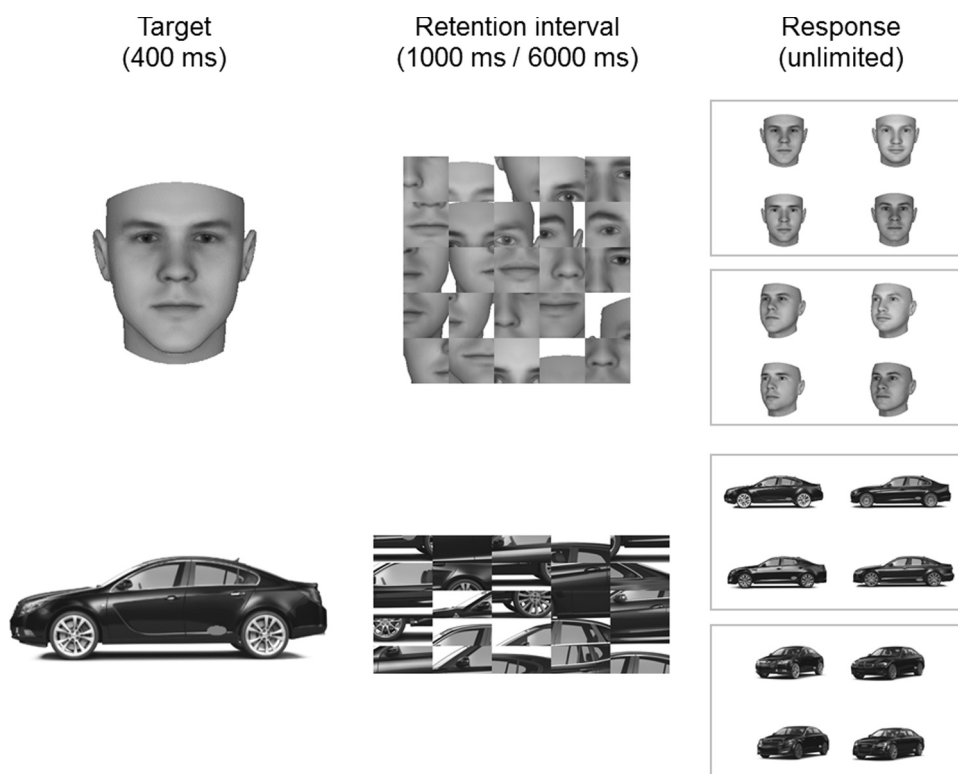 Target
(400 ms)
Retention interval
(1000 ms / 6000 ms)
Response
(unlimited)